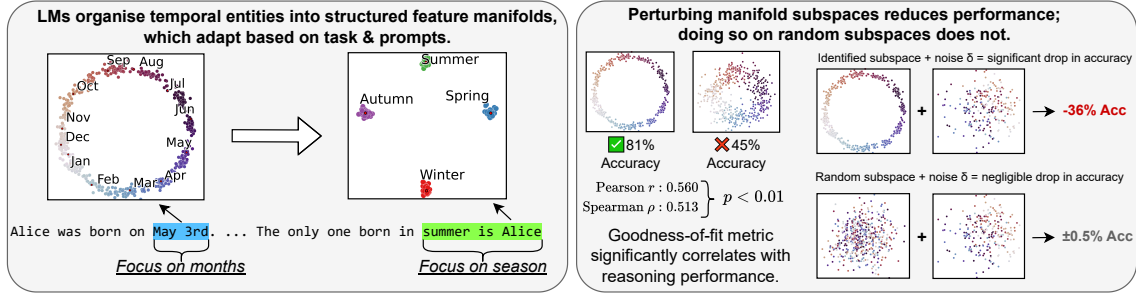 LMs organise temporal entities into structured feature manifolds,
which adapt based on task & prompts.
Sep
Aug
Oct
Jul
Jun
Nov
Dec
May
Jan
Feb
Mar
Apr
Summer
Autumn
Spring
Winter
Alice was born on May 3rd. ... The only one born in summer is Alice
Focus on months
Focus on season
Perturbing manifold subspaces reduces performance;
doing so on random subspaces does not.
✅81%
Accuracy
❌45%
Accuracy
Pearson r : 0.560
Spearman ρ : 0.513
p < 0.01
Goodness-of-fit metric
significantly correlates with
reasoning performance.
Identified subspace + noise δ = significant drop in accuracy
+
-36% Acc
Random subspace + noise δ = negligible drop in accuracy
+
±0.5% Acc